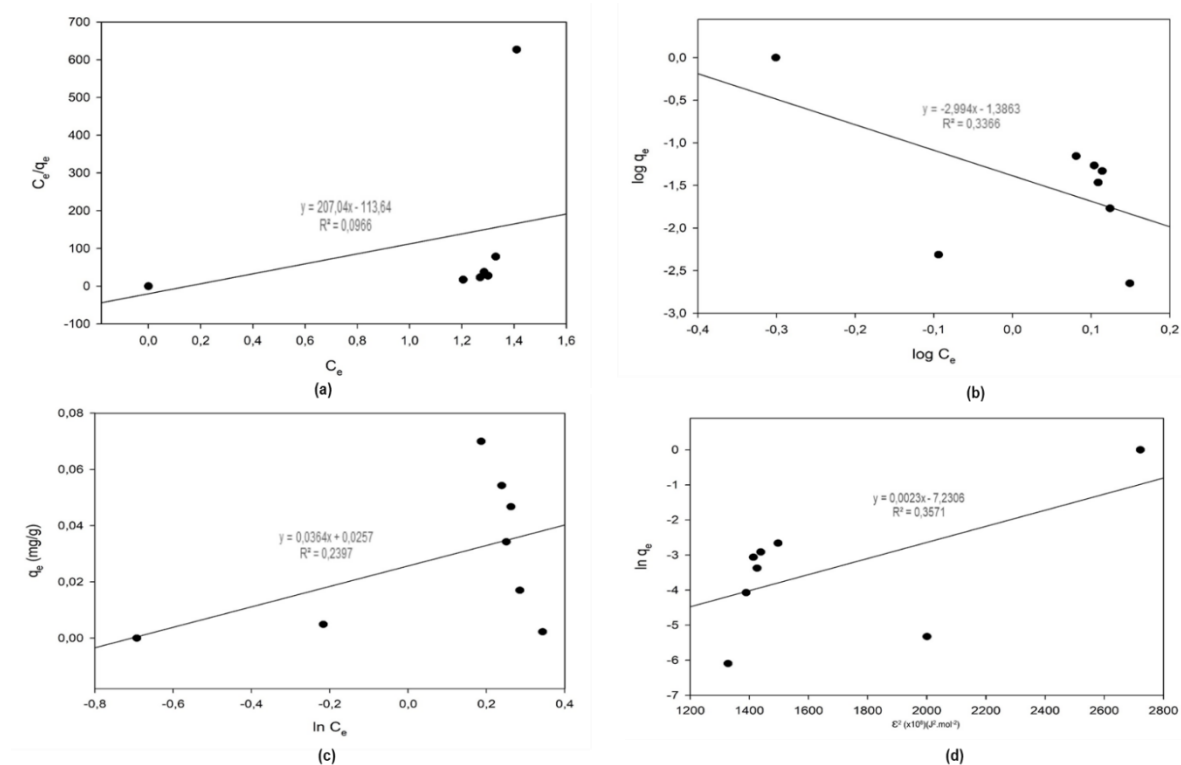 700
600
500
400
300
200
100
0
-100
Ce/qe
y = 207,04x - 113,64
R² = 0,0966
0,0 0,2 0,4 0,6 0,8 1,0 1,2 1,4 1,6
Ce
(a)
0,0
-0,5
-1,0
-1,5
-2,0
-2,5
-3,0
log qe
y = -2,994x - 1,3863
R² = 0,3366
-0,4 -0,3 -0,2 -0,1 0,0 0,1 0,2
log Ce
(b)
0,08
0,06
0,04
0,02
0,00
qe (mg/g)
y = 0,0364x + 0,0257
R² = 0,2397
-0,8 -0,6 -0,4 -0,2 0,0 0,2 0,4
ln Ce
(c)
0
-1
-2
-3
-4
-5
-6
-7
ln qe
y = 0,0023x - 7,2306
R² = 0,3571
1200 1400 1600 1800 2000 2200 2400 2600 2800
(J².mol⁻²)
(d)